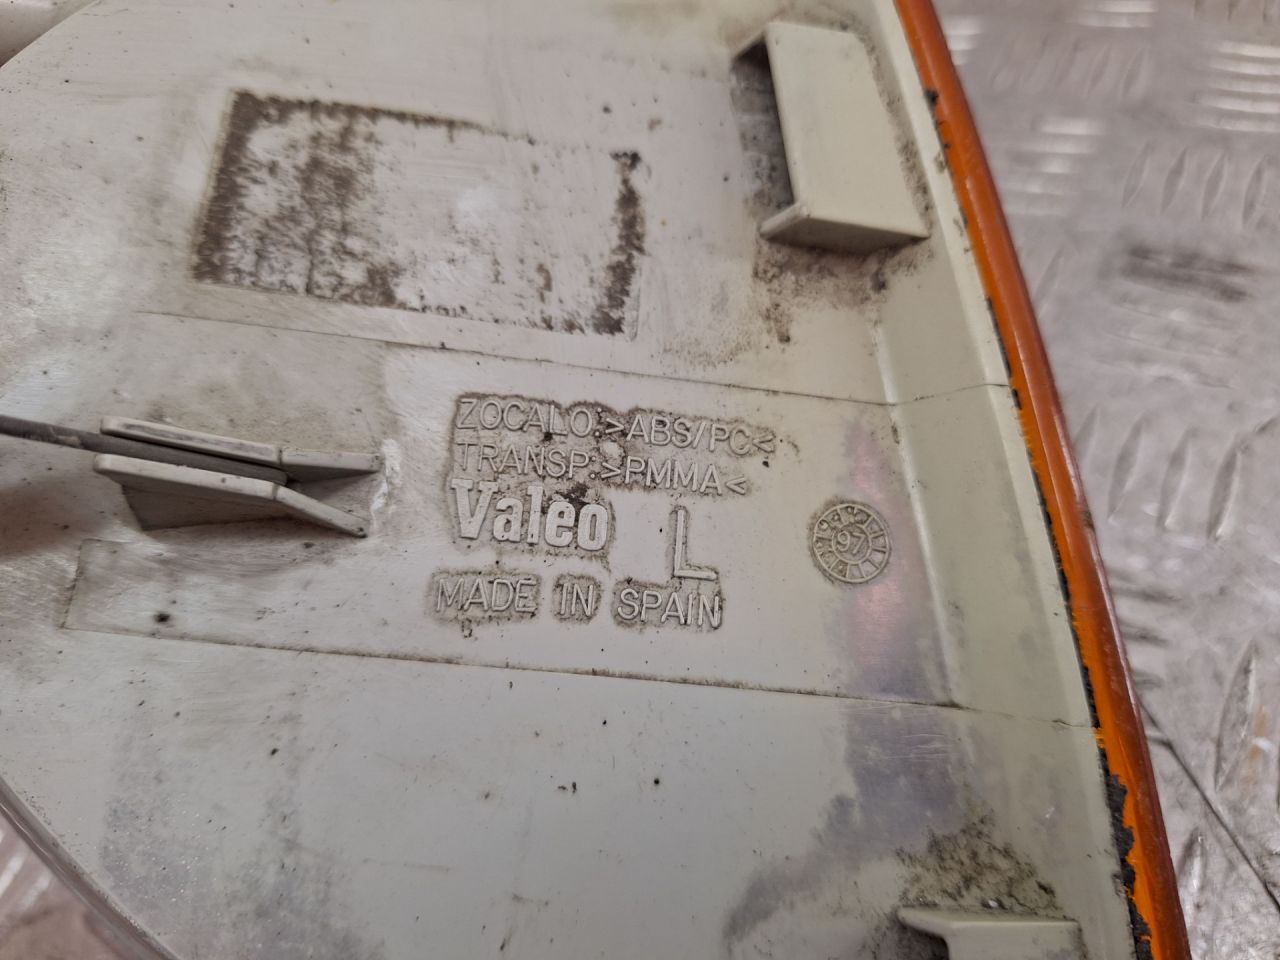 ZOCALO:>ABS/PC<
TRANSP:>PMMA<
Valeo L
MADE IN SPAIN
97